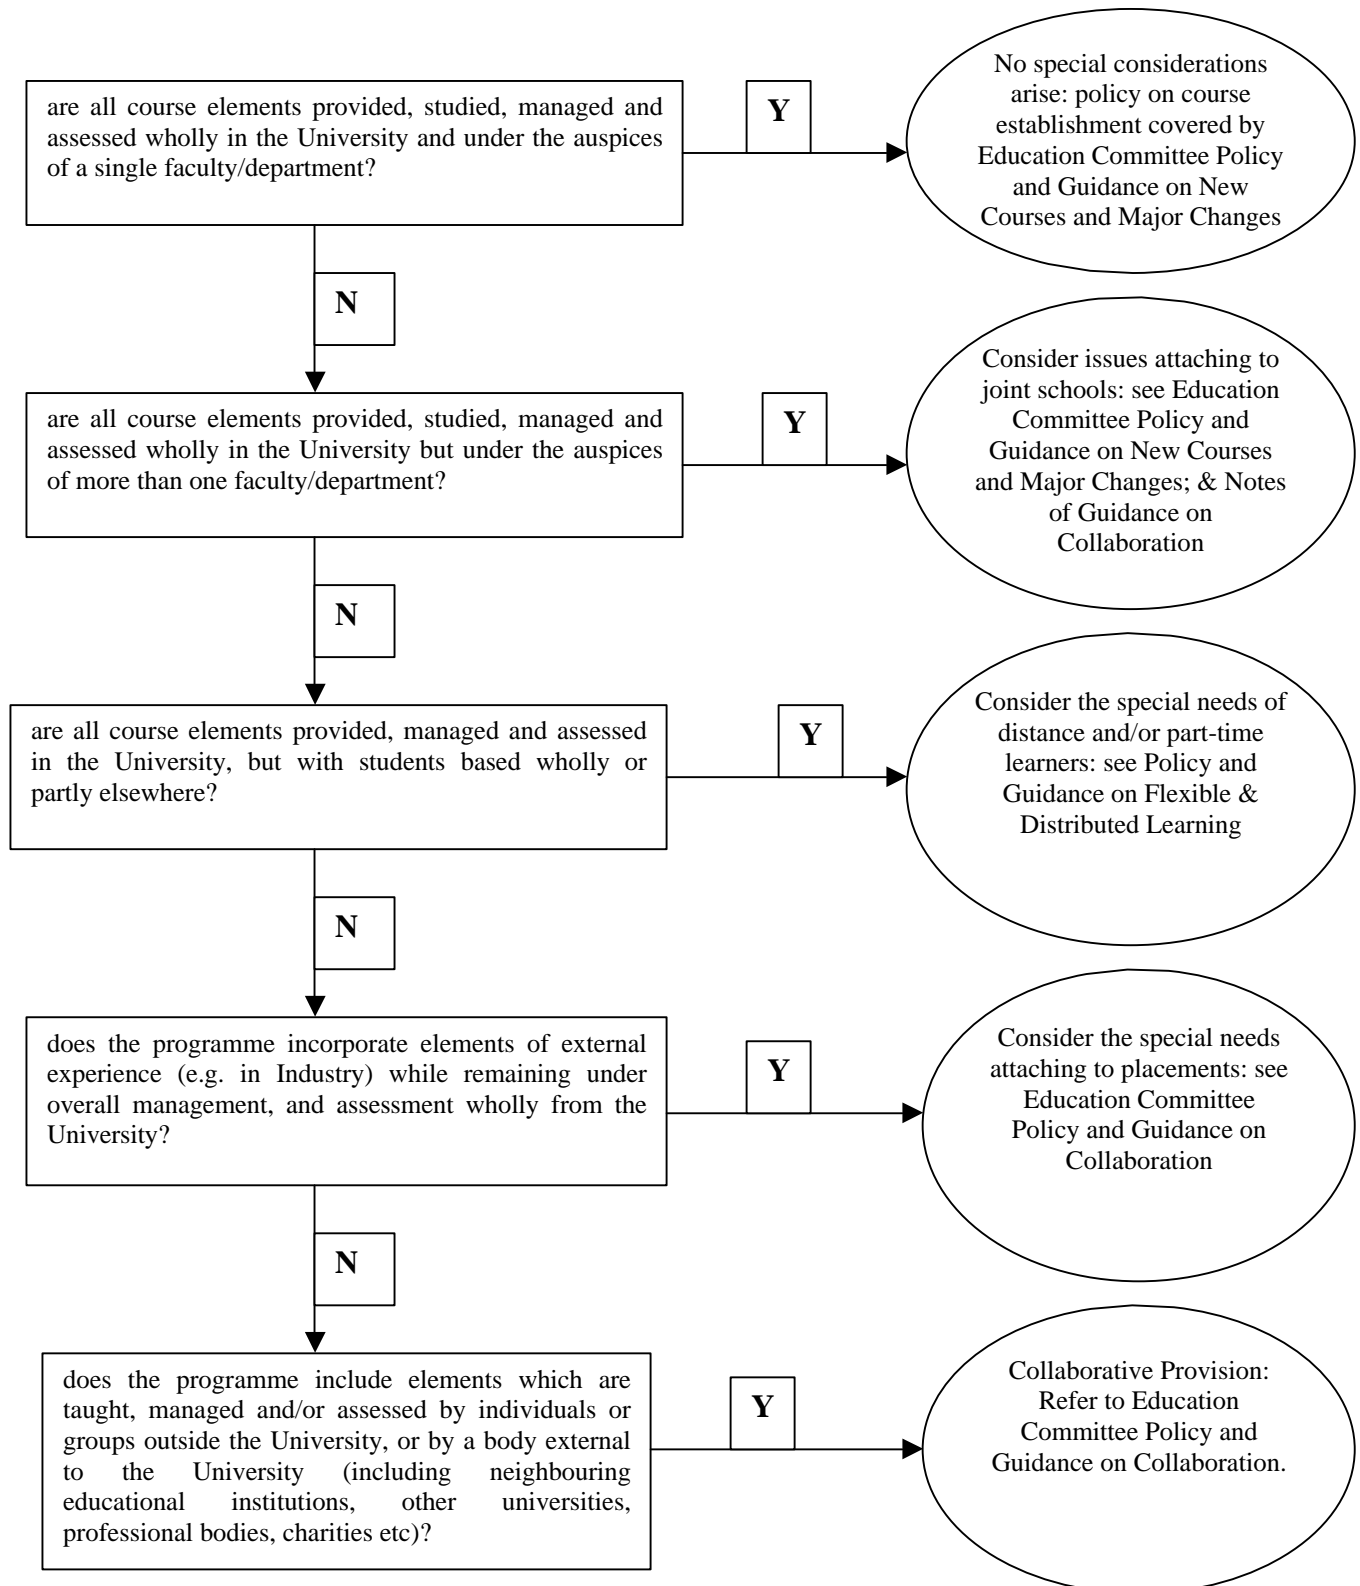 are all course elements provided, studied, managed and
assessed wholly in the University and under the auspices
of a single faculty/department?
Y
No special considerations
arise: policy on course
establishment covered by
Education Committee Policy
and Guidance on New
Courses and Major Changes
N
are all course elements provided, studied, managed and
assessed wholly in the University but under the auspices
of more than one faculty/department?
Y
Consider issues attaching to
joint schools: see Education
Committee Policy and
Guidance on New Courses
and Major Changes; & Notes
of Guidance on
Collaboration
N
are all course elements provided, managed and assessed
in the University, but with students based wholly or
partly elsewhere?
Y
Consider the special needs of
distance and/or part-time
learners: see Policy and
Guidance on Flexible &
Distributed Learning
N
does the programme incorporate elements of external
experience (e.g. in Industry) while remaining under
overall management, and assessment wholly from the
University?
Y
Consider the special needs
attaching to placements: see
Education Committee
Policy and Guidance on
Collaboration
N
does the programme include elements which are
taught, managed and/or assessed by individuals or
groups outside the University, or by a body external
to the University (including neighbouring
educational institutions, other universities,
professional bodies, charities etc)?
Y
Collaborative Provision:
Refer to Education
Committee Policy and
Guidance on Collaboration.